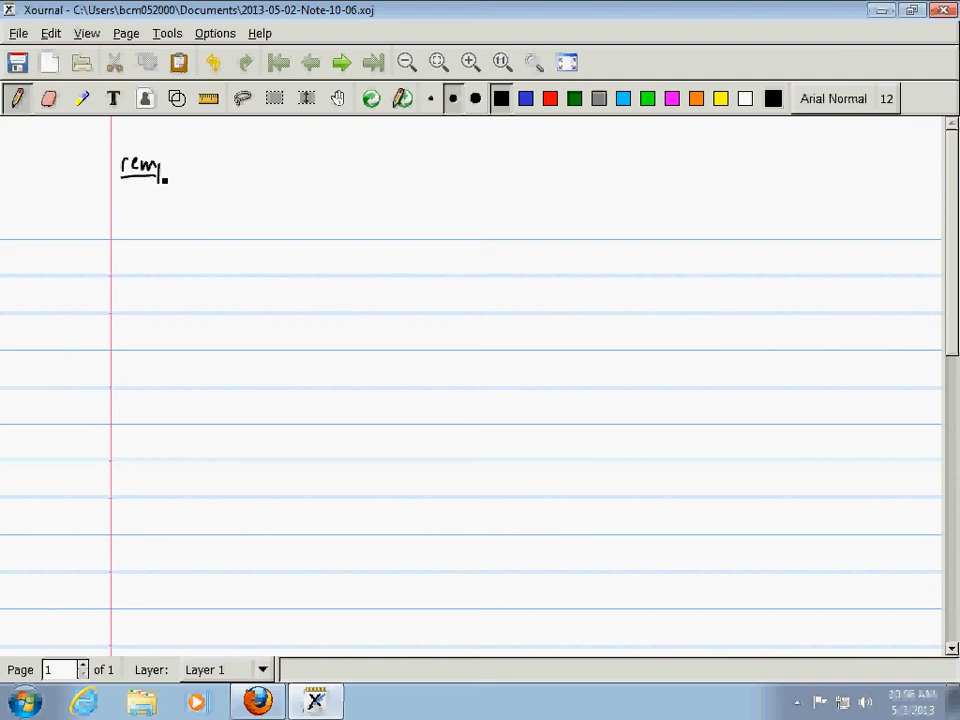 Xournal - C:\Users\bcm052000\Documents\2013-05-02-Note-10-06.xoj
File Edit View Page Tools Options Help
Arial Normal 12
rem
Page 1 of 1 Layer: Layer 1